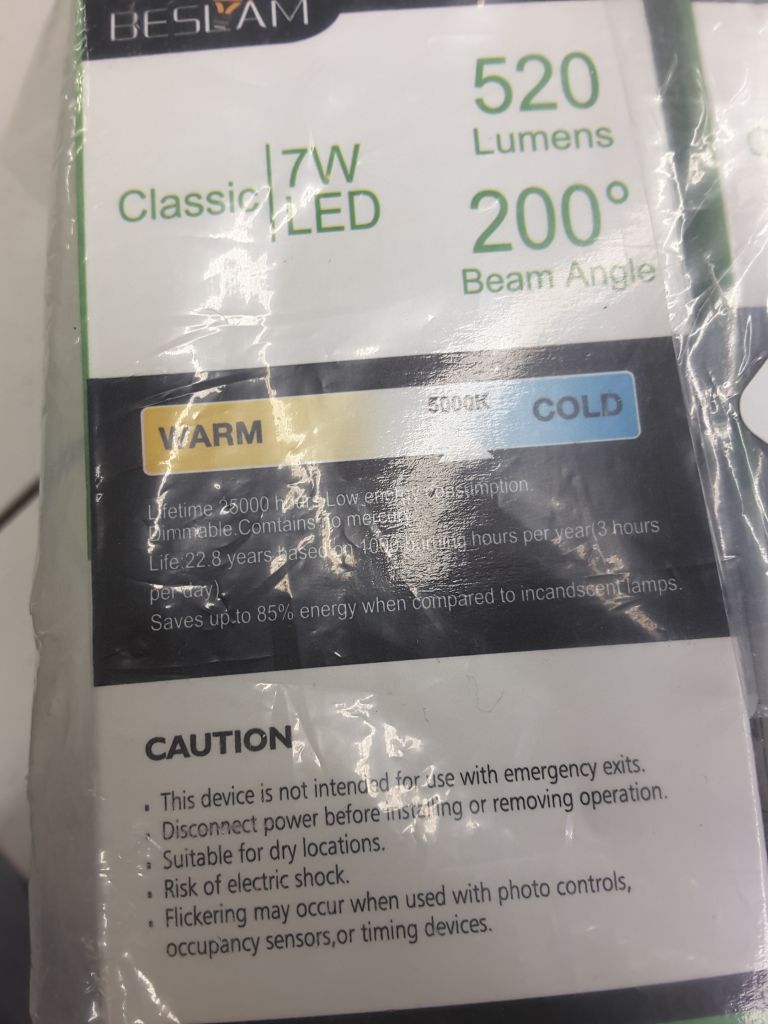 BESLAM
520
Lumens
Classic
7W
LED
200°
Beam Angle
WARM
5000K
COLD
Lifetime 25000 hours.Low energy consumption.
Dimmable.Comtains no mercury.
Life:22.8 years based on 1000 burning hours per year(3 hours
per day).
Saves up to 85% energy when compared to incandscent lamps.
CAUTION
. This device is not intended for use with emergency exits.
. Disconnect power before installing or removing operation.
. Suitable for dry locations.
. Risk of electric shock.
. Flickering may occur when used with photo controls,
occupancy sensors,or timing devices.